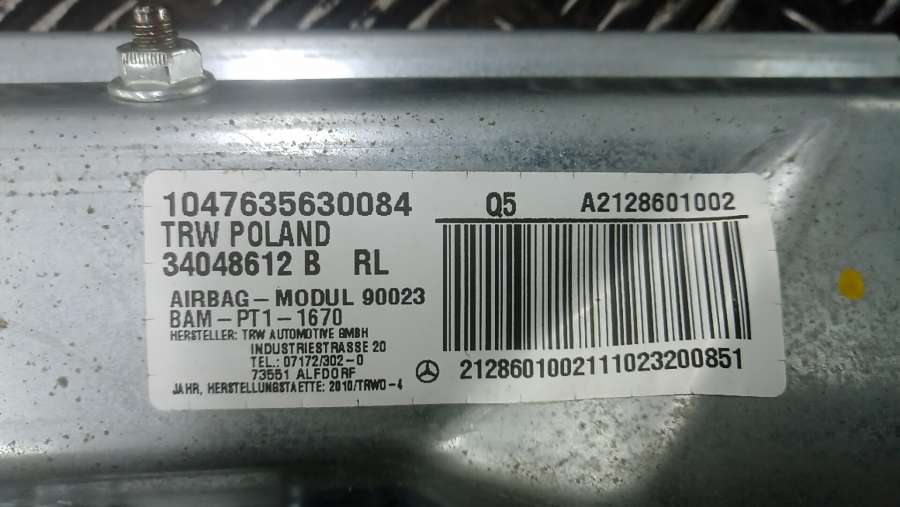 1047635630084
TRW POLAND
34048612 B RL
AIRBAG-MODUL 90023
BAM-PT1-1670
HERSTELLER: TRW AUTOMOTIVE GMBH
INDUSTRIESTRASSE 20
TEL.: 07172/302-0
73551 ALFDORF
JAHR, HERSTELLUNGSTAETTE: 2010/TRWO-4
Q5 A2128601002
2128601002111023200851